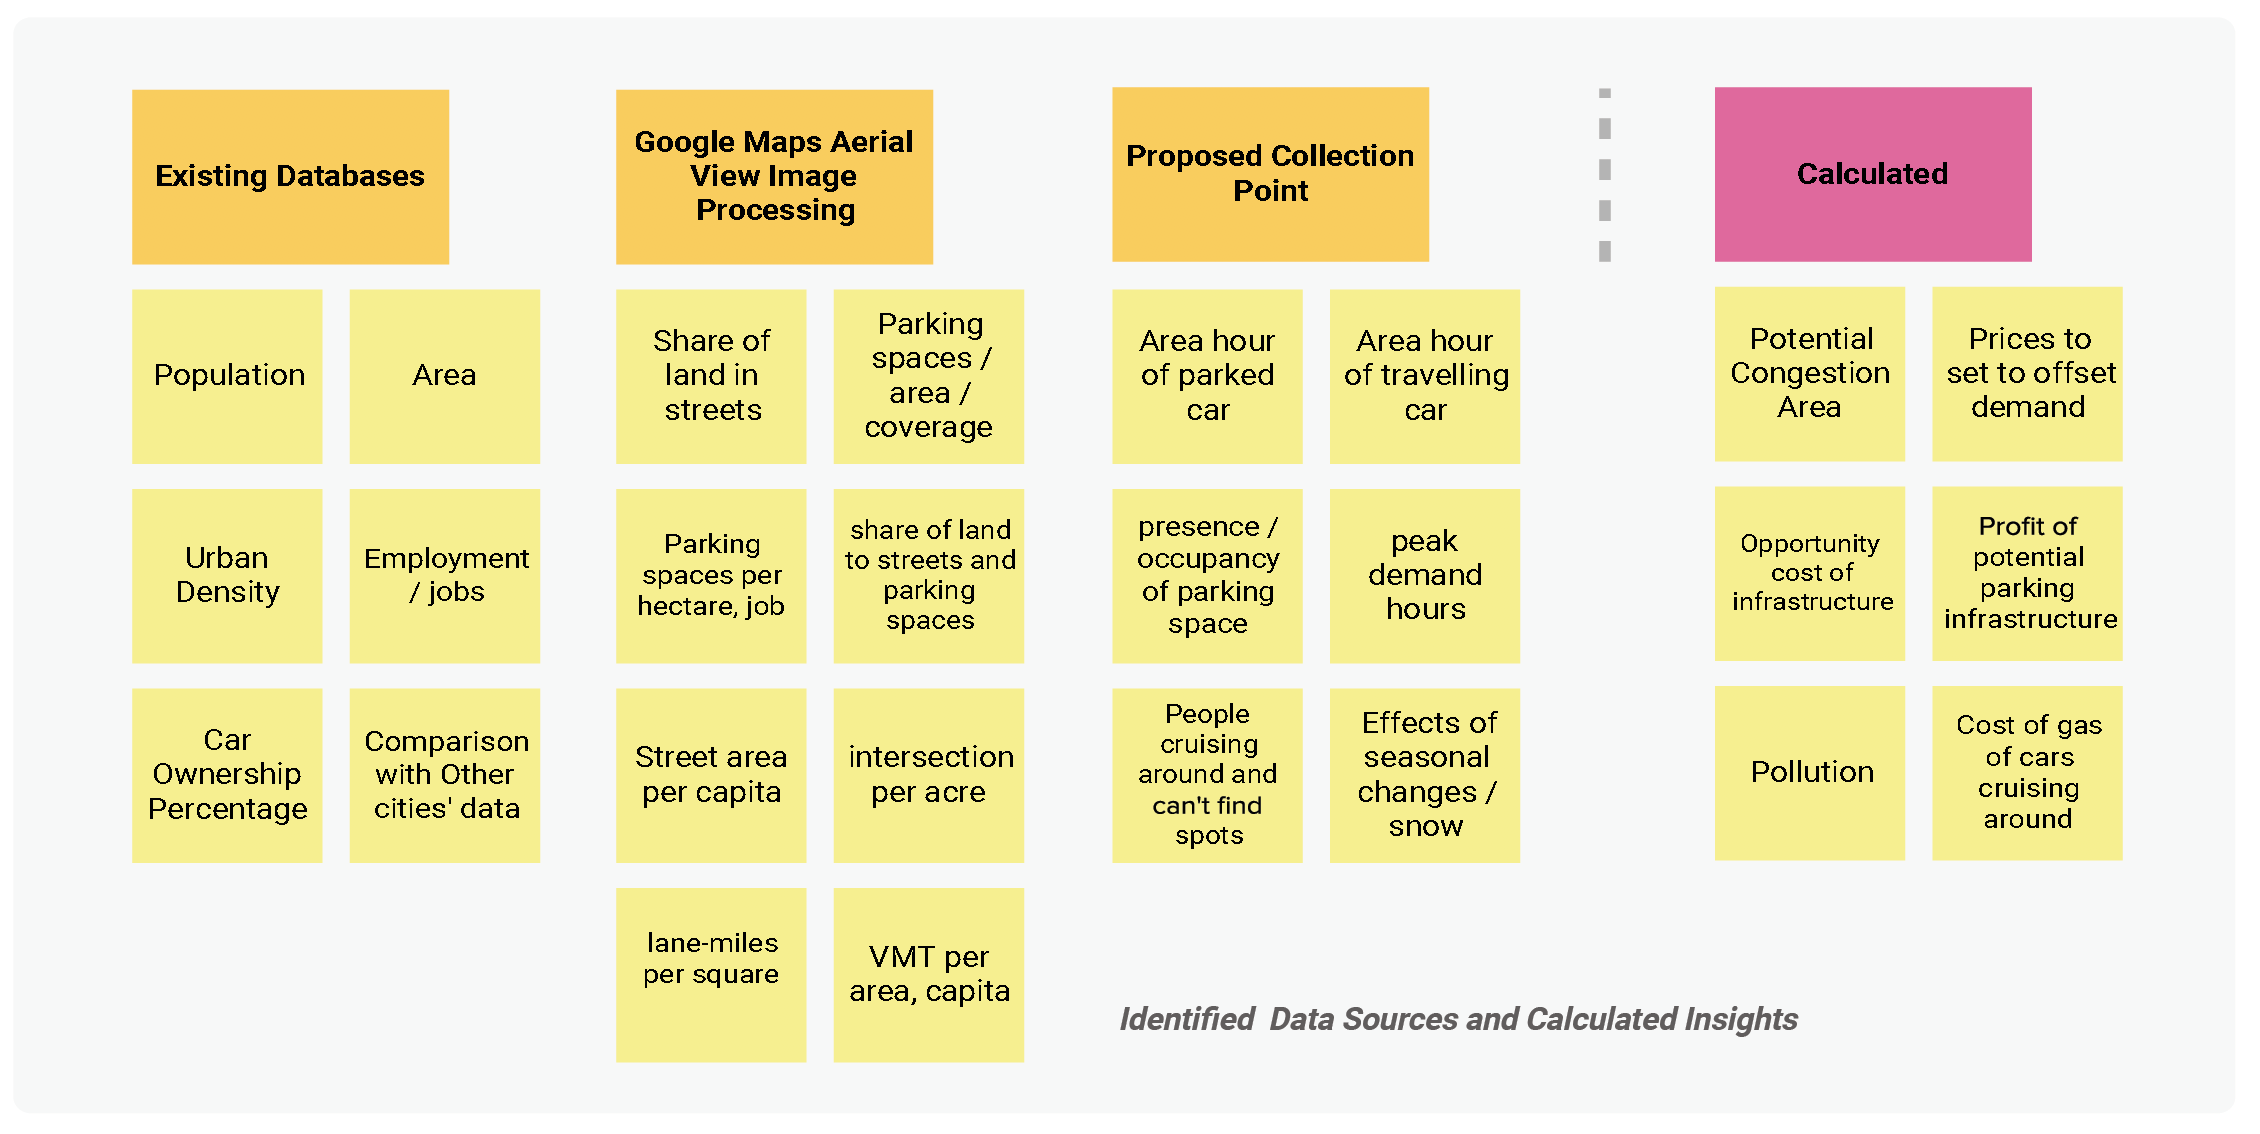 Existing Databases
Population
Area
Urban
Density
Employment
/ jobs
Car
Ownership
Percentage
Comparison
with Other
cities' data
Google Maps Aerial
View Image
Processing
Share of
land in
streets
Parking
spaces /
area /
coverage
Parking
spaces per
hectare, job
share of land
to streets and
parking
spaces
Street area
per capita
intersection
per acre
lane-miles
per square
VMT per
area, capita
Proposed Collection
Point
Area hour
of parked
car
Area hour
of travelling
car
presence /
occupancy
of parking
space
peak
demand
hours
People
cruising
around and
can't find
spots
Effects of
seasonal
changes /
snow
Calculated
Potential
Congestion
Area
Prices to
set to offset
demand
Opportunity
cost of
infrastructure
Profit of
potential
parking
infrastructure
Pollution
Cost of gas
of cars
cruising
around
Identified Data Sources and Calculated Insights